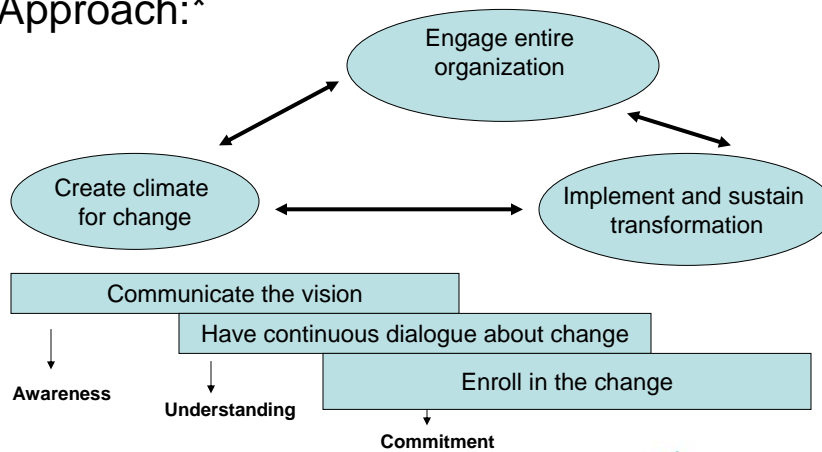 Approach:*
Engage entire
organization
Create climate
for change
Implement and sustain
transformation
Communicate the vision
Have continuous dialogue about change
Enroll in the change
Awareness
Understanding
Commitment